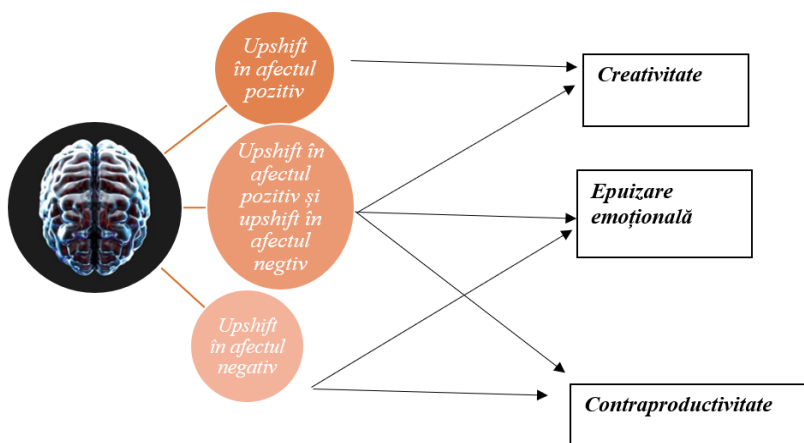 Upshift
în afectul
pozitiv
Upshift în
afectul
pozitiv și
upshift în
afectul
negtiv
Upshift
în afectul
negativ
Creativitate
Epuizare
emoțională
Contraproductivitate